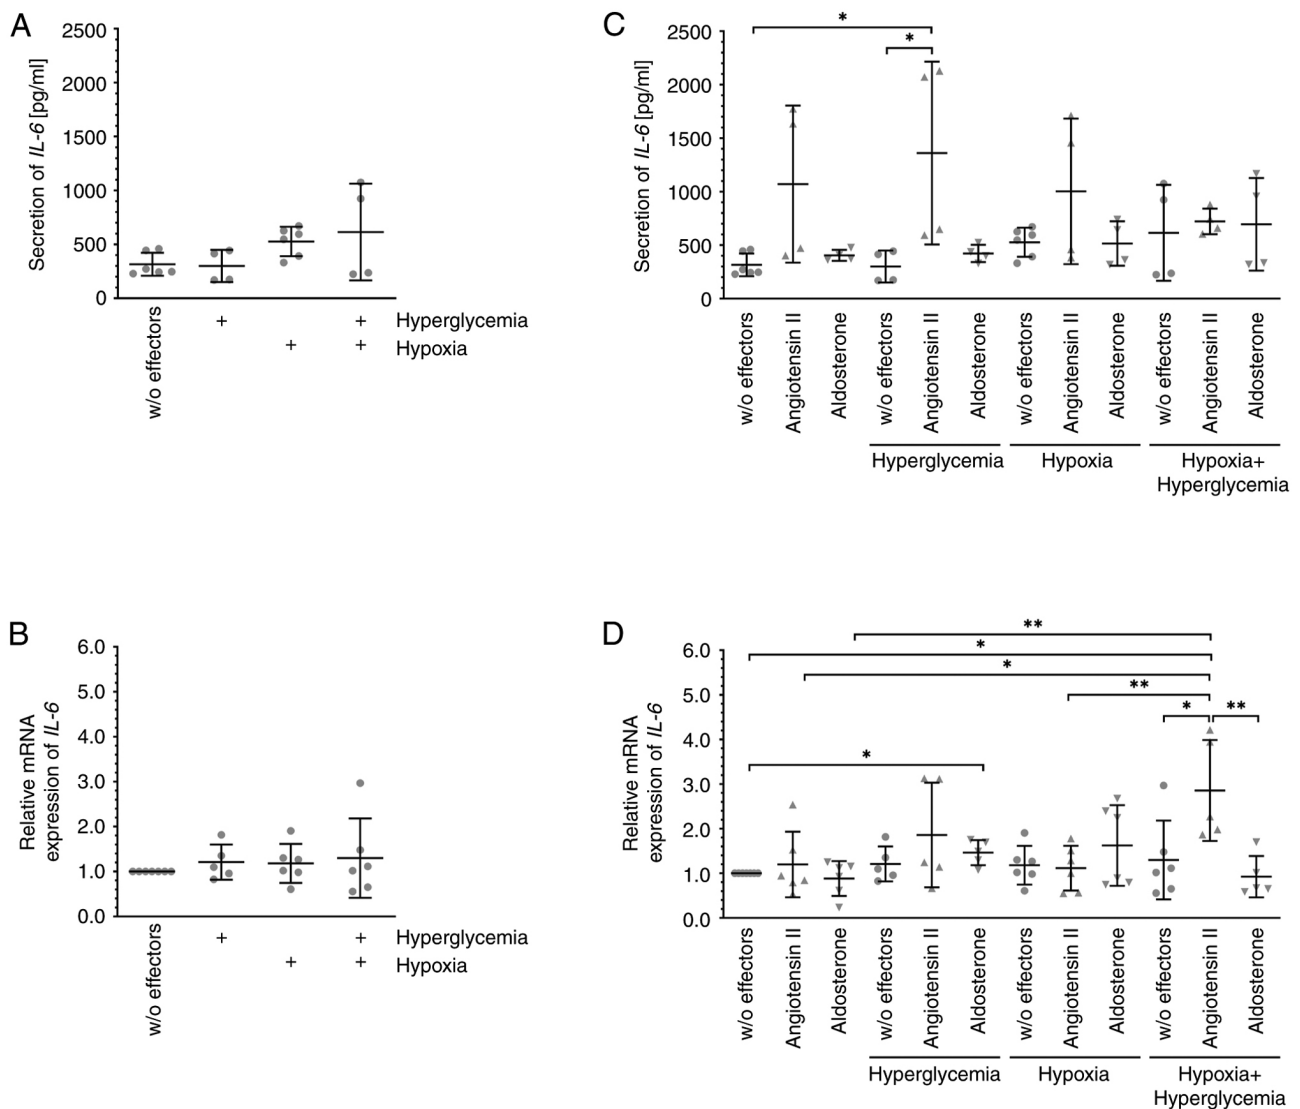 A
Secretion of IL-6 [pg/ml]
2500
2000
1500
1000
500
0
w/o effectors
+ + Hyperglycemia
+ + Hypoxia
C
Secretion of IL-6 [pg/ml]
2500
2000
1500
1000
500
0
*
*
w/o effectors
Angiotensin II
Aldosterone
w/o effectors
Angiotensin II
Aldosterone
w/o effectors
Angiotensin II
Aldosterone
w/o effectors
Angiotensin II
Aldosterone
Hyperglycemia
Hypoxia
Hypoxia+
Hyperglycemia
B
Relative mRNA
expression of IL-6
6.0
5.0
4.0
3.0
2.0
1.0
0.0
w/o effectors
+ + Hyperglycemia
+ + Hypoxia
D
Relative mRNA
expression of IL-6
6.0
5.0
4.0
3.0
2.0
1.0
0.0
**
*
*
**
* **
*
w/o effectors
Angiotensin II
Aldosterone
w/o effectors
Angiotensin II
Aldosterone
w/o effectors
Angiotensin II
Aldosterone
w/o effectors
Angiotensin II
Aldosterone
Hyperglycemia
Hypoxia
Hypoxia+
Hyperglycemia